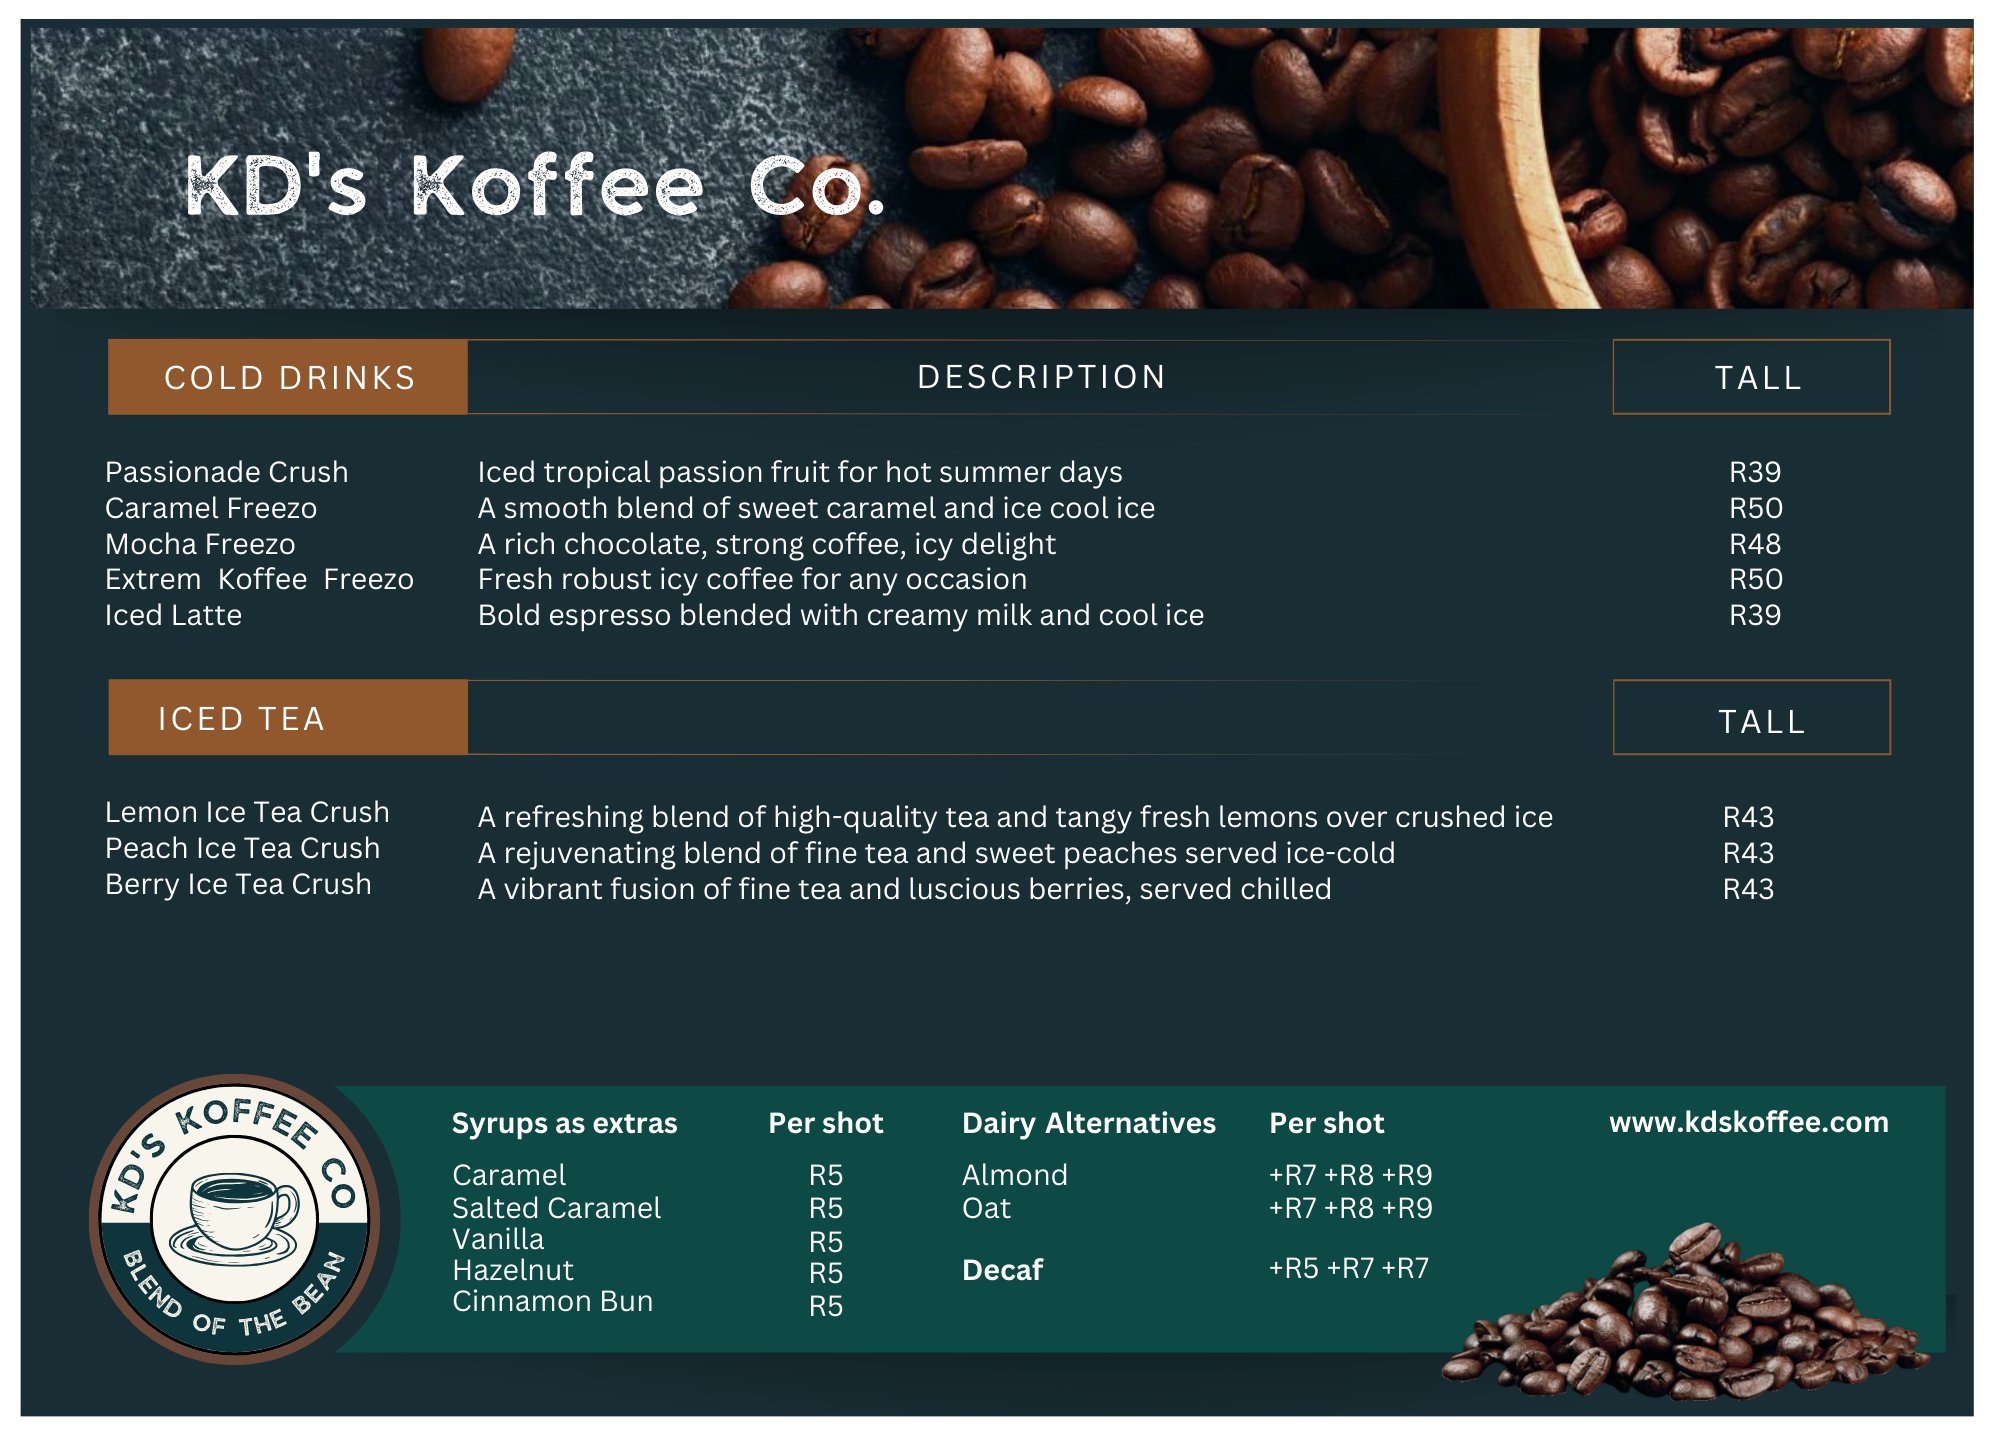 KD's Koffee Co.
COLD DRINKS DESCRIPTION TALL
Passionade Crush Iced tropical passion fruit for hot summer days R39
Caramel Freezo A smooth blend of sweet caramel and ice cool ice R50
Mocha Freezo A rich chocolate, strong coffee, icy delight R48
Extrem Koffee Freezo Fresh robust icy coffee for any occasion R50
Iced Latte Bold espresso blended with creamy milk and cool ice R39
ICED TEA TALL
Lemon Ice Tea Crush A refreshing blend of high-quality tea and tangy fresh lemons over crushed ice R43
Peach Ice Tea Crush A rejuvenating blend of fine tea and sweet peaches served ice-cold R43
Berry Ice Tea Crush A vibrant fusion of fine tea and luscious berries, served chilled R43
KD'S KOFFEE CO
BLEND OF THE BEAN
Syrups as extras Per shot Dairy Alternatives Per shot www.kdskoffee.com
Caramel R5 Almond +R7 +R8 +R9
Salted Caramel R5 Oat +R7 +R8 +R9
Vanilla R5
Hazelnut R5 Decaf +R5 +R7 +R7
Cinnamon Bun R5